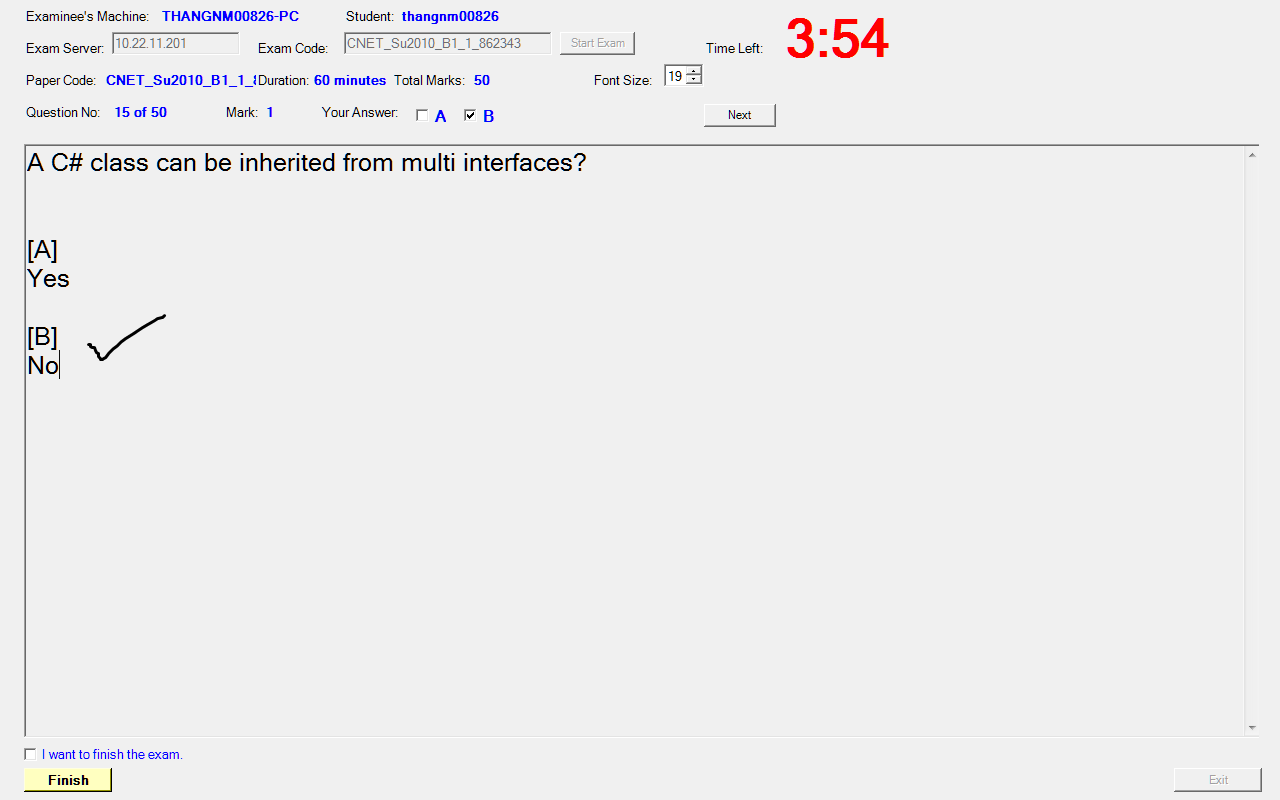 Examinee's Machine: THANGNM00826-PC Student: thangnm00826
Exam Server: 10.22.11.201 Exam Code: CNET_Su2010_B1_1_862343 Start Exam Time Left: 3:54
Paper Code: CNET_Su2010_B1_1_ Duration: 60 minutes Total Marks: 50 Font Size: 19
Question No: 15 of 50 Mark: 1 Your Answer: A B Next
A C# class can be inherited from multi interfaces?
[A]
Yes
[B]
No
I want to finish the exam.
Finish Exit